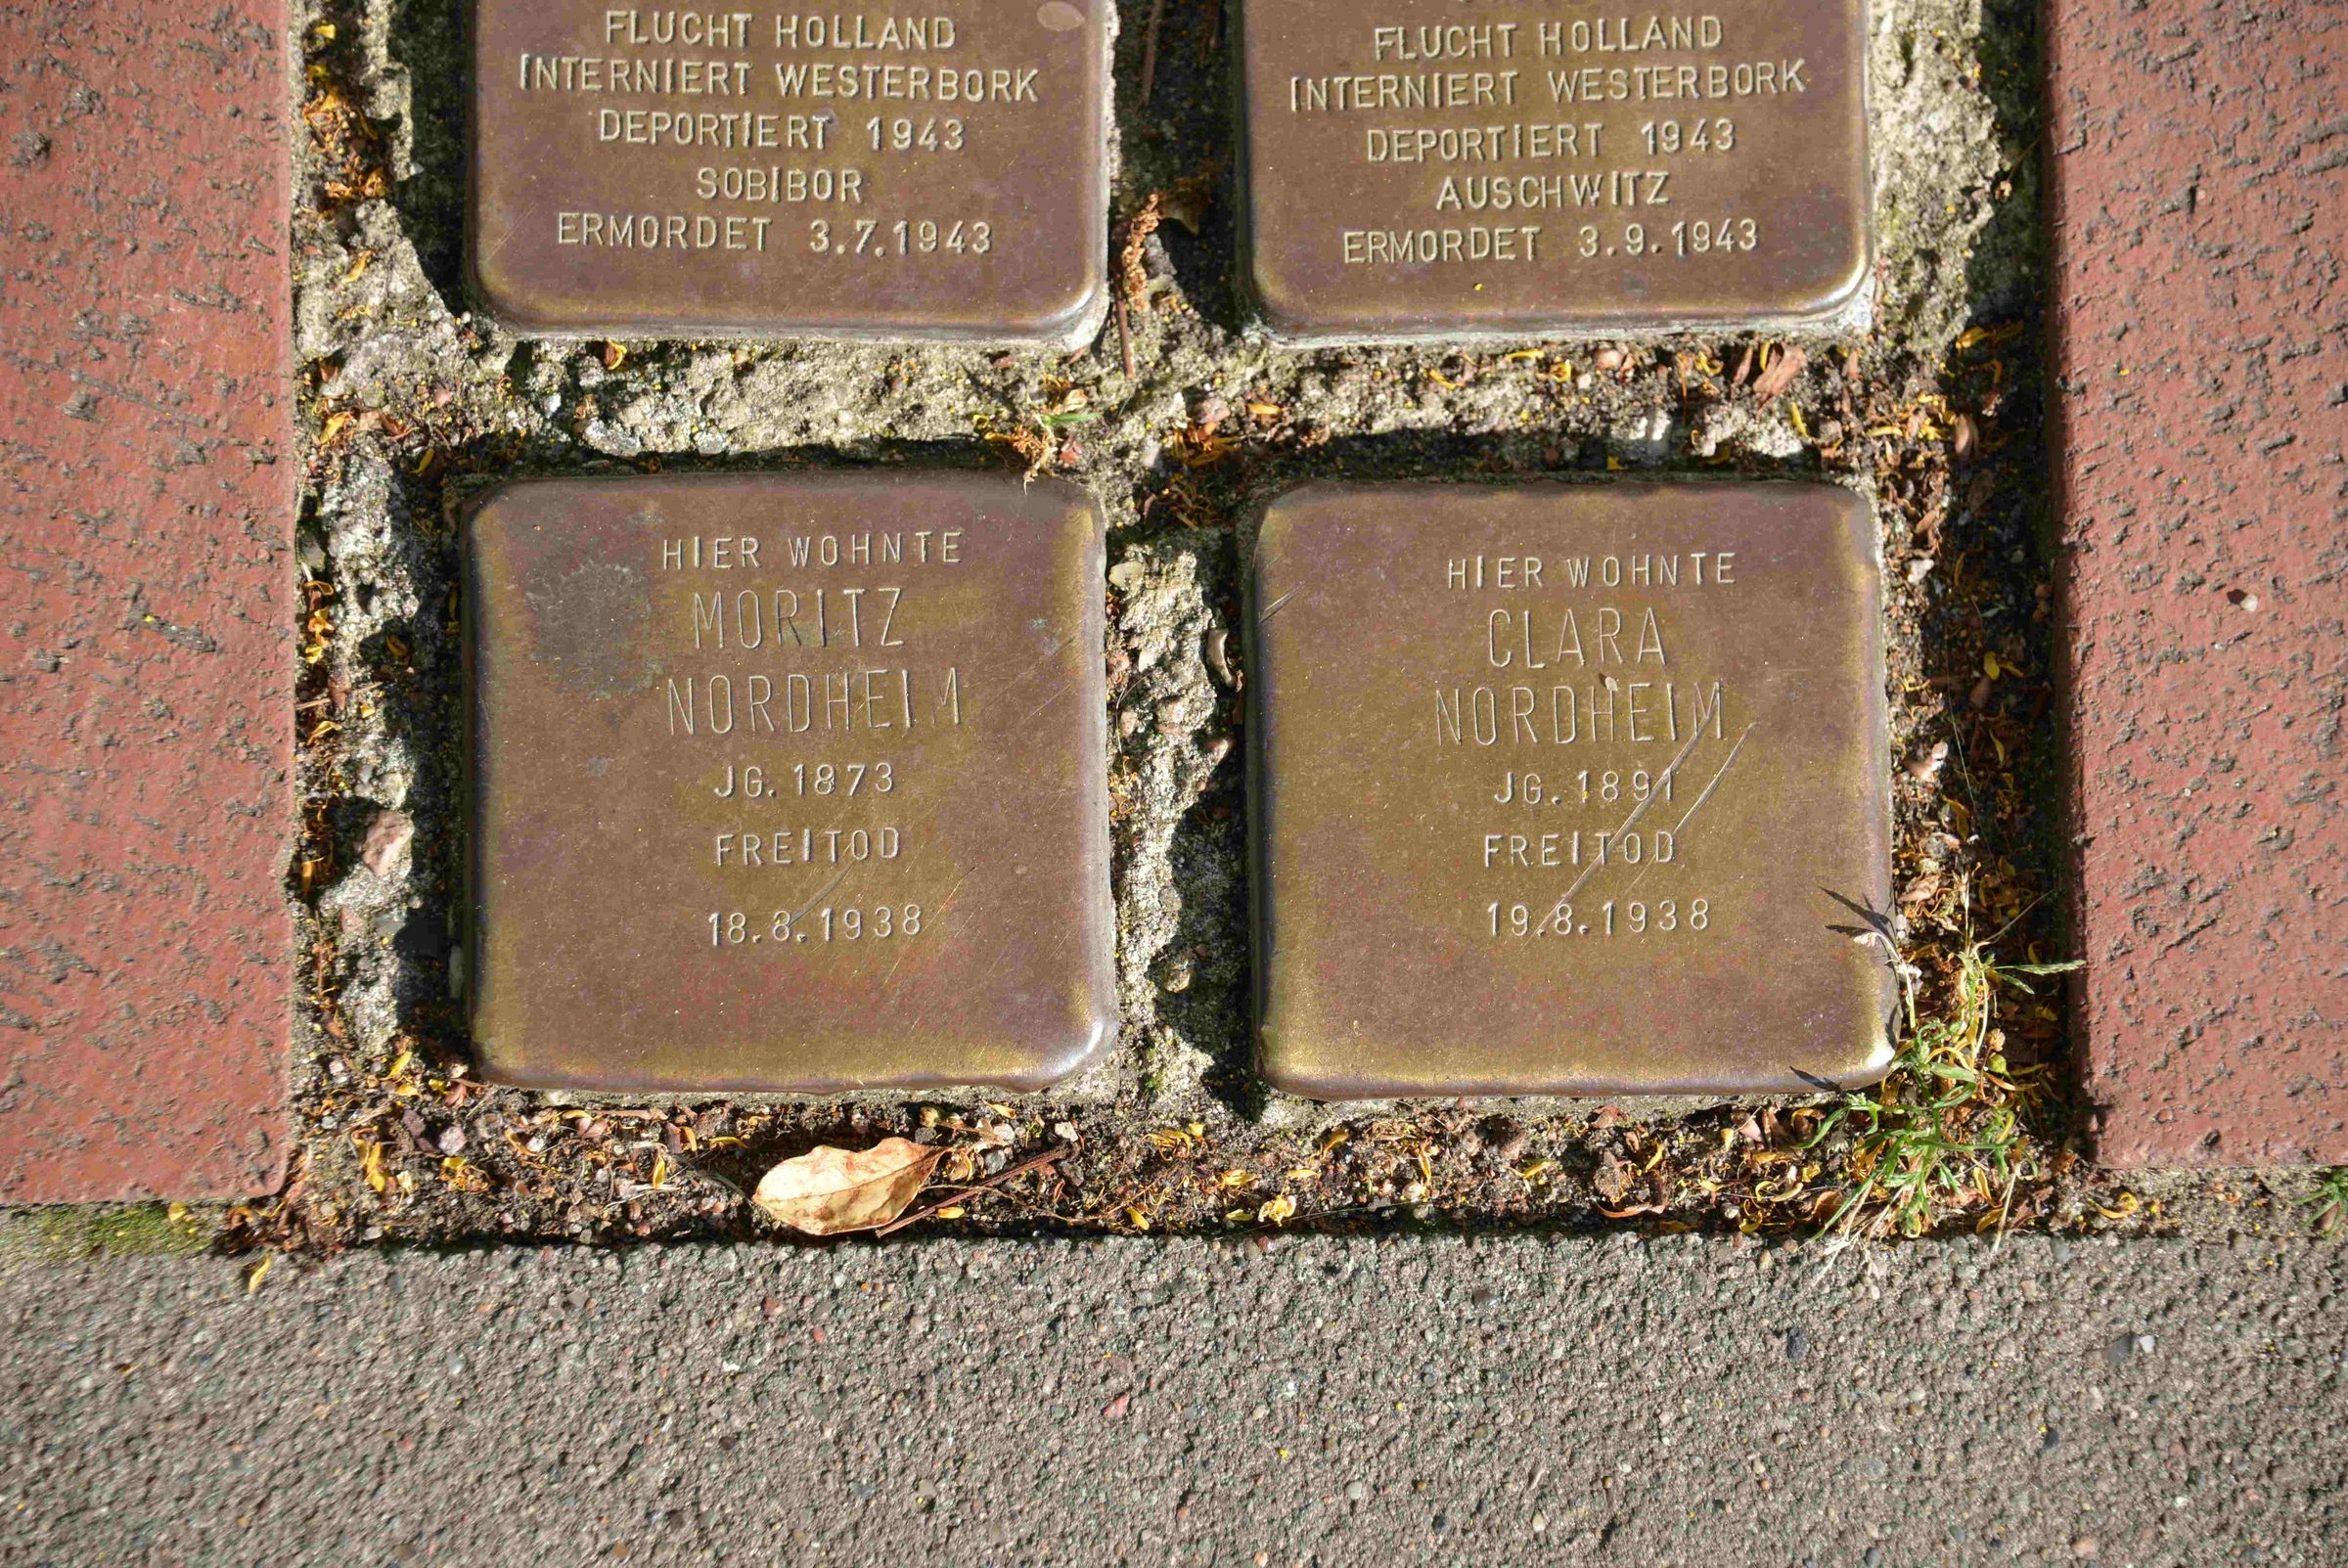 FLUCHT HOLLAND
INTERNIERT WESTERBORK
DEPORTIERT 1943
SOBIBOR
ERMORDET 3.7.1943
FLUCHT HOLLAND
INTERNIERT WESTERBORK
DEPORTIERT 1943
AUSCHWITZ
ERMORDET 3.9.1943
HIER WOHNTE
MORITZ
NORDHEIM
JG. 1873
FREITOD
18.8.1938
HIER WOHNTE
CLARA
NORDHEIM
JG. 1891
FREITOD
19.8.1938